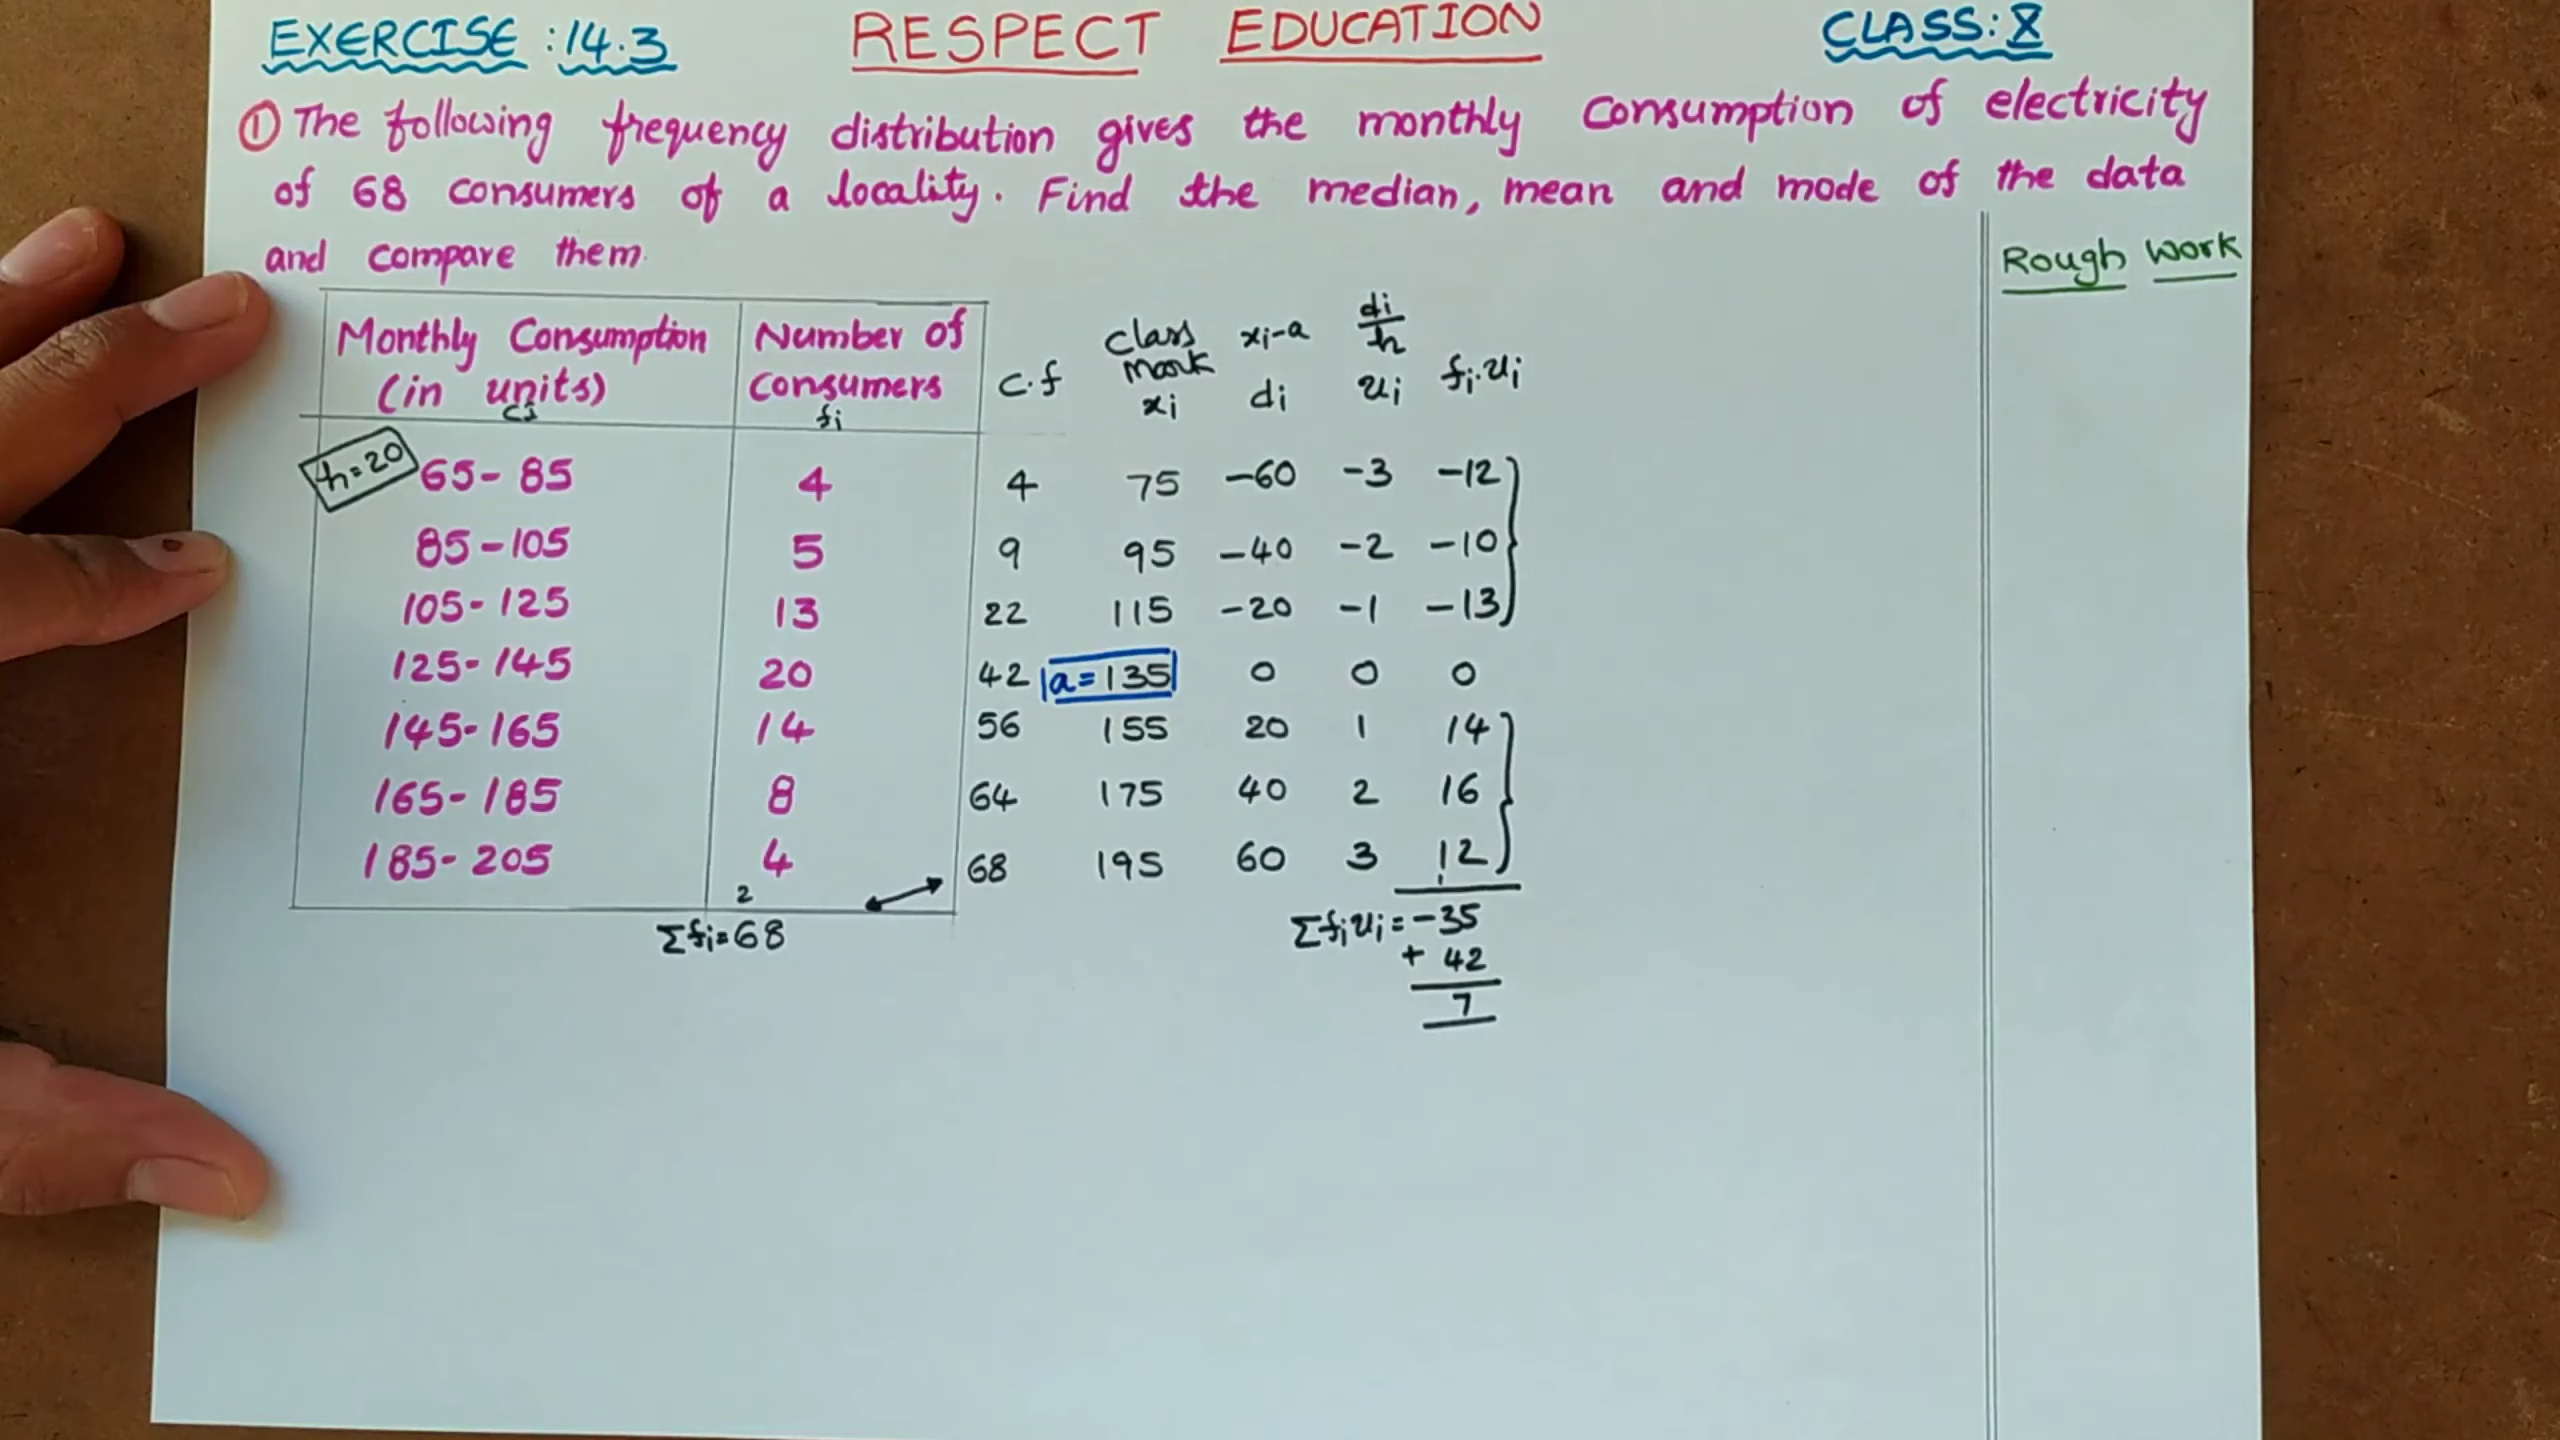 EXERCISE :14.3 RESPECT EDUCATION CLASS: X
① The following frequency distribution gives the monthly consumption of electricity
of 68 consumers of a locality. Find the median, mean and mode of the data
and compare them.
Rough Work
Monthly Consumption (in units) C.I | Number of consumers fi | C.f | class mark xi | xi-a di | di/h ui | fi.ui
h=20
65- 85 4 4 75 -60 -3 -12
85-105 5 9 95 -40 -2 -10
105-125 13 22 115 -20 -1 -13
125-145 20 42 a=135 0 0 0
145-165 14 56 155 20 1 14
165-185 8 64 175 40 2 16
185-205 4 68 195 60 3 12
2
Σfi=68 Σfiui=-35
+ 42
7